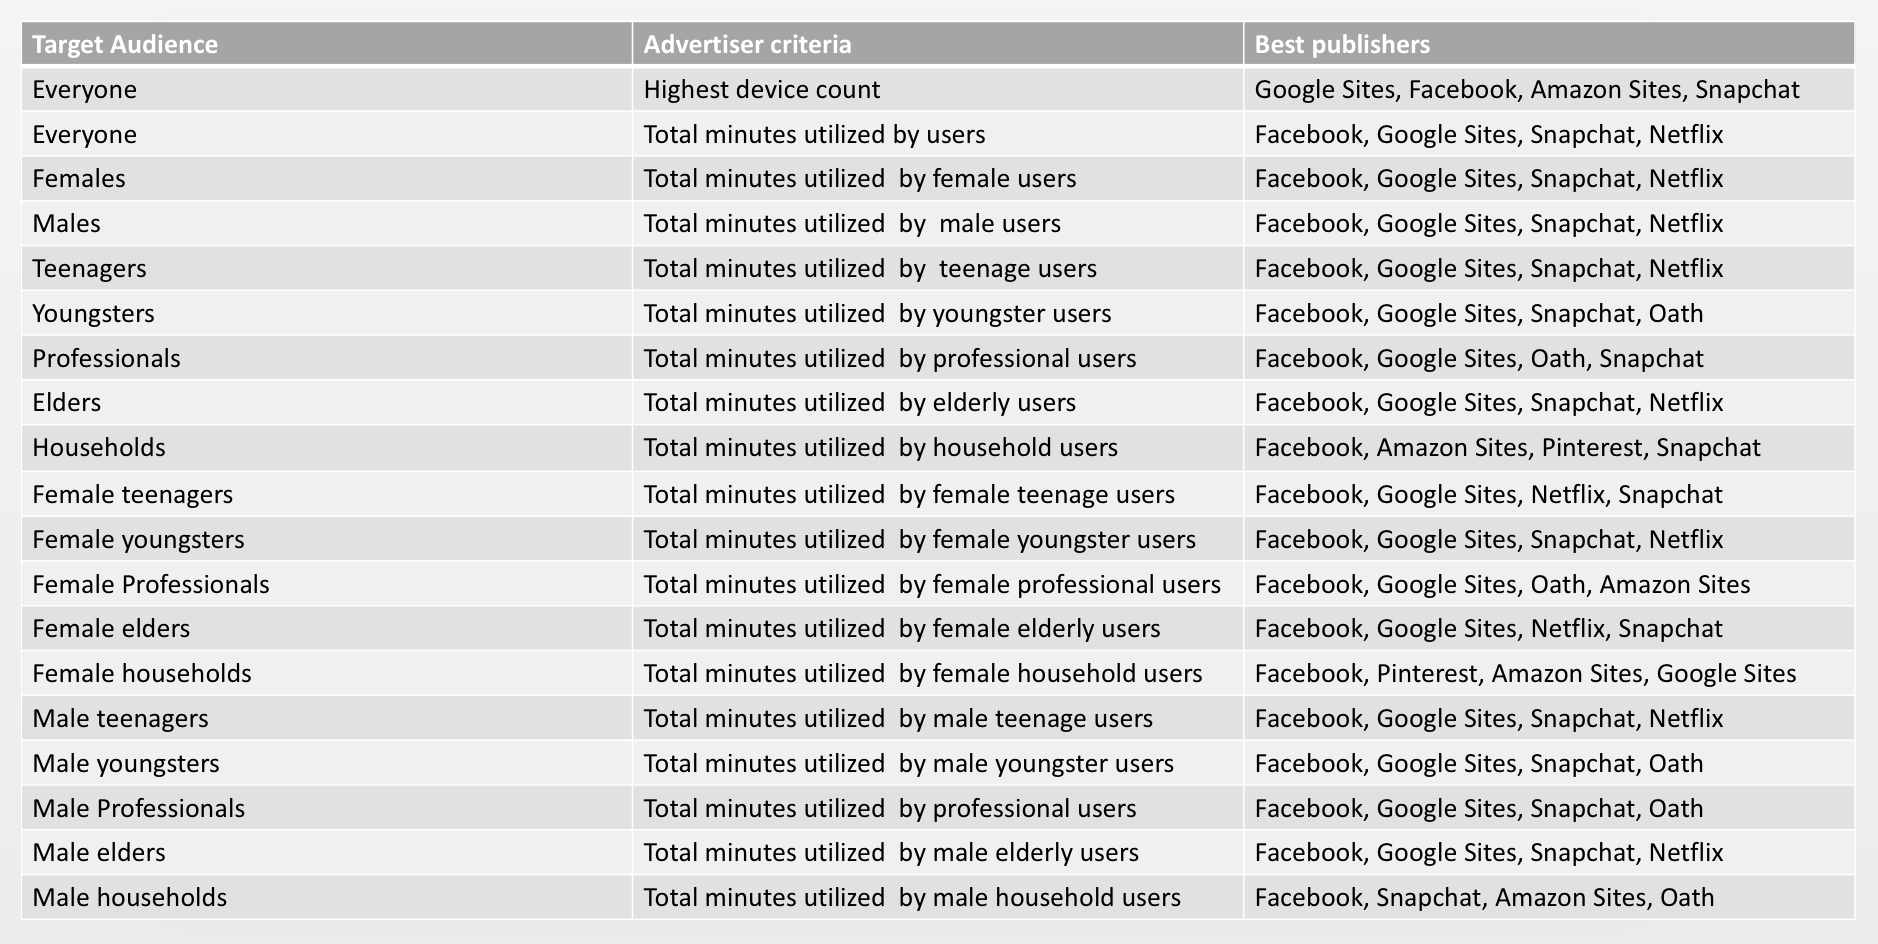 Target Audience Advertiser criteria Best publishers
Everyone Highest device count Google Sites, Facebook, Amazon Sites, Snapchat
Everyone Total minutes utilized by users Facebook, Google Sites, Snapchat, Netflix
Females Total minutes utilized  by female users Facebook, Google Sites, Snapchat, Netflix
Males Total minutes utilized  by  male users Facebook, Google Sites, Snapchat, Netflix
Teenagers Total minutes utilized  by  teenage users Facebook, Google Sites, Snapchat, Netflix
Youngsters Total minutes utilized  by youngster users Facebook, Google Sites, Snapchat, Oath
Professionals Total minutes utilized  by professional users Facebook, Google Sites, Oath, Snapchat
Elders Total minutes utilized  by elderly users Facebook, Google Sites, Snapchat, Netflix
Households Total minutes utilized  by household users Facebook, Amazon Sites, Pinterest, Snapchat
Female teenagers Total minutes utilized  by female teenage users Facebook, Google Sites, Netflix, Snapchat
Female youngsters Total minutes utilized  by female youngster users Facebook, Google Sites, Snapchat, Netflix
Female Professionals Total minutes utilized  by female professional users Facebook, Google Sites, Oath, Amazon Sites
Female elders Total minutes utilized  by female elderly users Facebook, Google Sites, Netflix, Snapchat
Female households Total minutes utilized  by female household users Facebook, Pinterest, Amazon Sites, Google Sites
Male teenagers Total minutes utilized  by male teenage users Facebook, Google Sites, Snapchat, Netflix
Male youngsters Total minutes utilized  by male youngster users Facebook, Google Sites, Snapchat, Oath
Male Professionals Total minutes utilized  by professional users Facebook, Google Sites, Snapchat, Oath
Male elders Total minutes utilized  by male elderly users Facebook, Google Sites, Snapchat, Netflix
Male households Total minutes utilized  by male household users Facebook, Snapchat, Amazon Sites, Oath